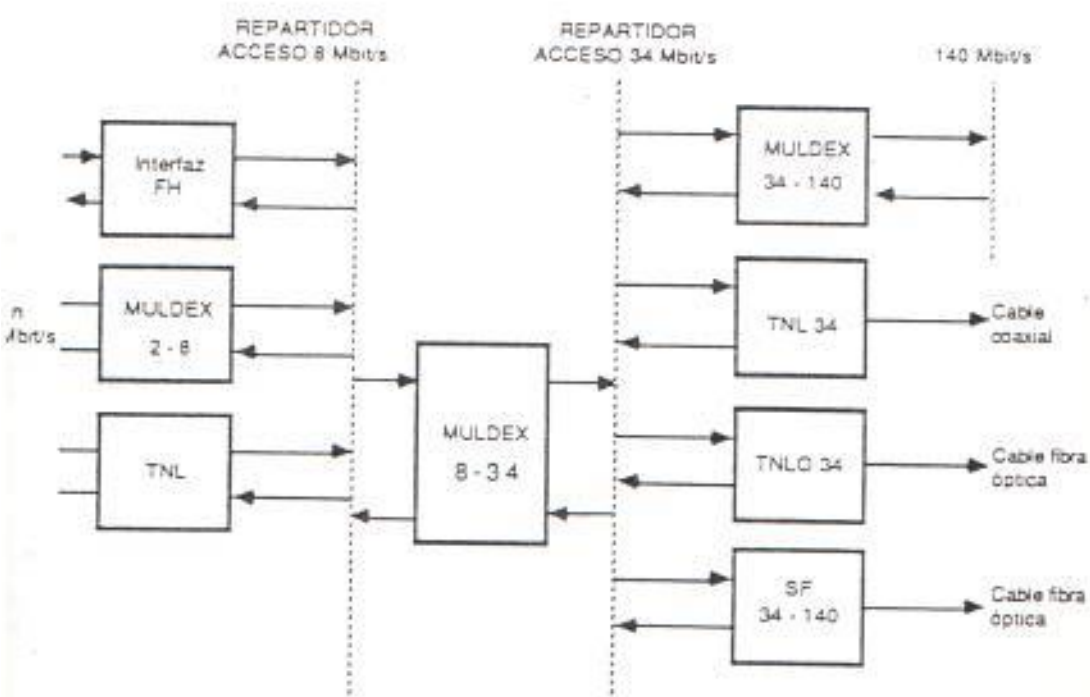 REPARTIDOR
ACCESO 8 Mbit/s
REPARTIDOR
ACCESO 34 Mbit/s
140 Mbit/s
Interfaz
FH
MULDEX
34 - 140
n
Mbit/s
MULDEX
2 - 8
TNL 34
Cable
coaxial
MULDEX
8 - 34
TNL
TNLO 34
Cable fibra
óptica
SF
34 - 140
Cable fibra
óptica